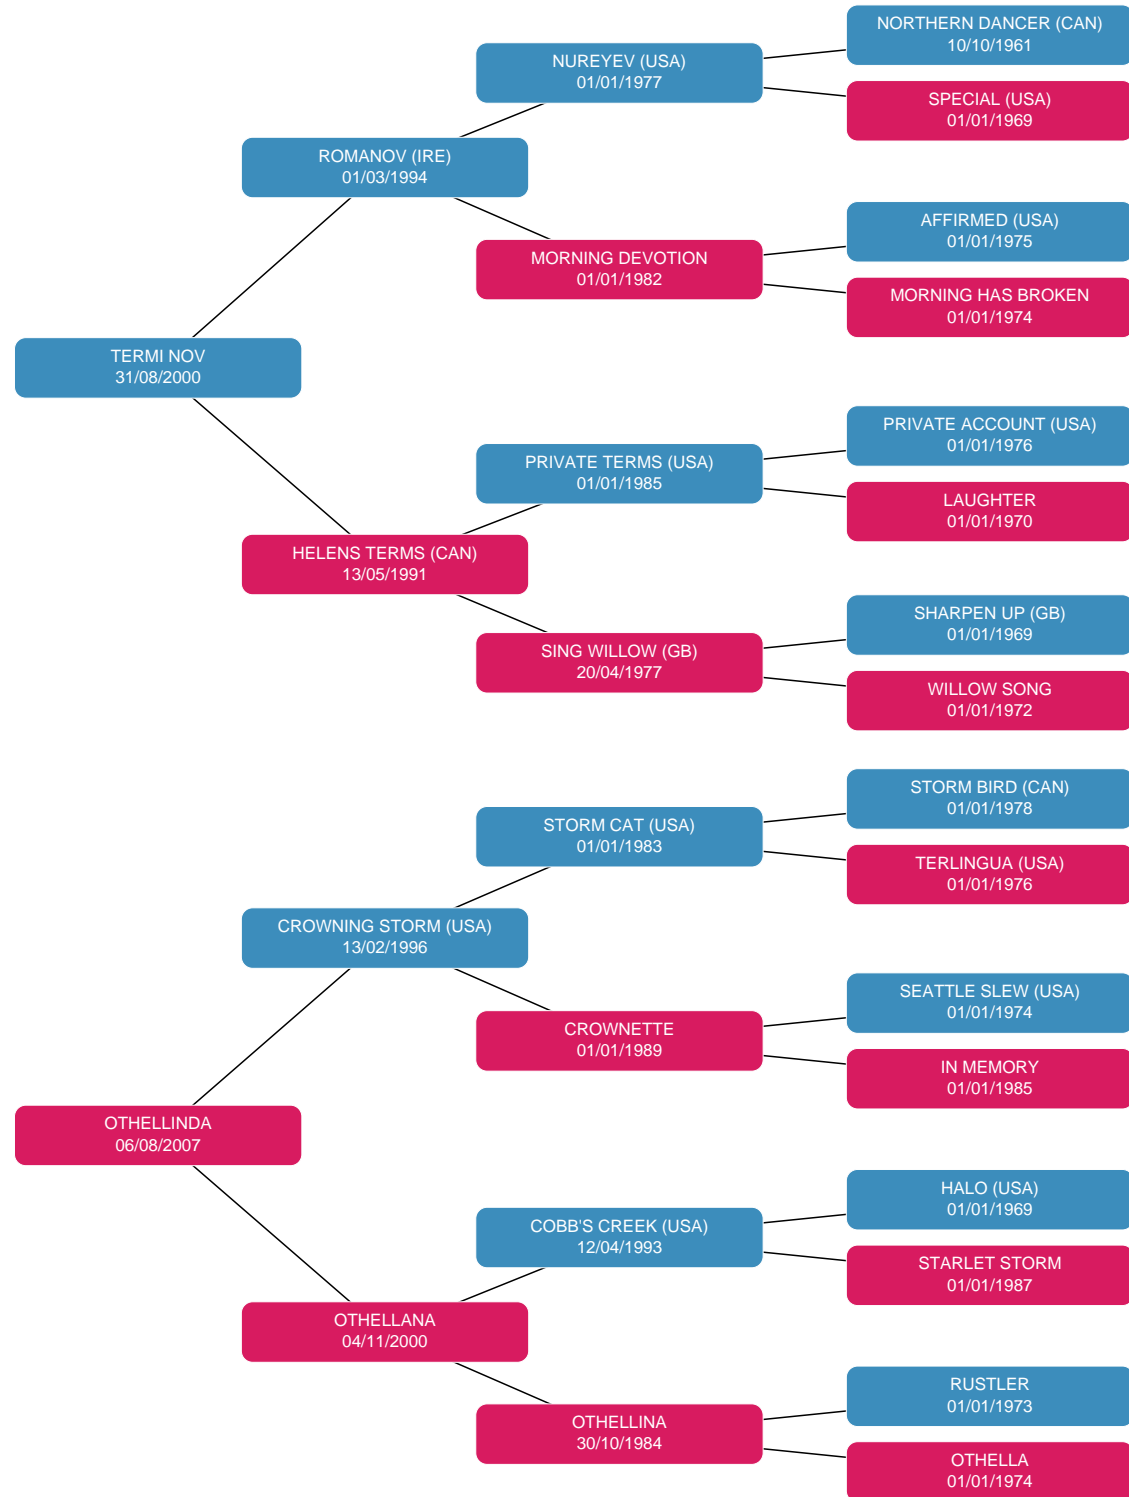 NORTHERN DANCER (CAN)
10/10/1961
NUREYEV (USA)
01/01/1977
SPECIAL (USA)
01/01/1969
ROMANOV (IRE)
01/03/1994
AFFIRMED (USA)
01/01/1975
MORNING DEVOTION
01/01/1982
MORNING HAS BROKEN
01/01/1974
TERMI NOV
31/08/2000
PRIVATE ACCOUNT (USA)
01/01/1976
PRIVATE TERMS (USA)
01/01/1985
LAUGHTER
01/01/1970
HELENS TERMS (CAN)
13/05/1991
SHARPEN UP (GB)
01/01/1969
SING WILLOW (GB)
20/04/1977
WILLOW SONG
01/01/1972
STORM BIRD (CAN)
01/01/1978
STORM CAT (USA)
01/01/1983
TERLINGUA (USA)
01/01/1976
CROWNING STORM (USA)
13/02/1996
SEATTLE SLEW (USA)
01/01/1974
CROWNETTE
01/01/1989
IN MEMORY
01/01/1985
OTHELLINDA
06/08/2007
HALO (USA)
01/01/1969
COBB'S CREEK (USA)
12/04/1993
STARLET STORM
01/01/1987
OTHELLANA
04/11/2000
RUSTLER
01/01/1973
OTHELLINA
30/10/1984
OTHELLA
01/01/1974